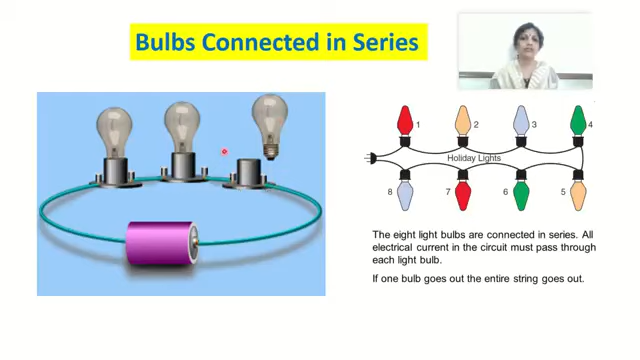 Bulbs Connected in Series
1 2 3 4
Holiday Lights
8 7 6 5
The eight light bulbs are connected in series. All
electrical current in the circuit must pass through
each light bulb.
If one bulb goes out the entire string goes out.